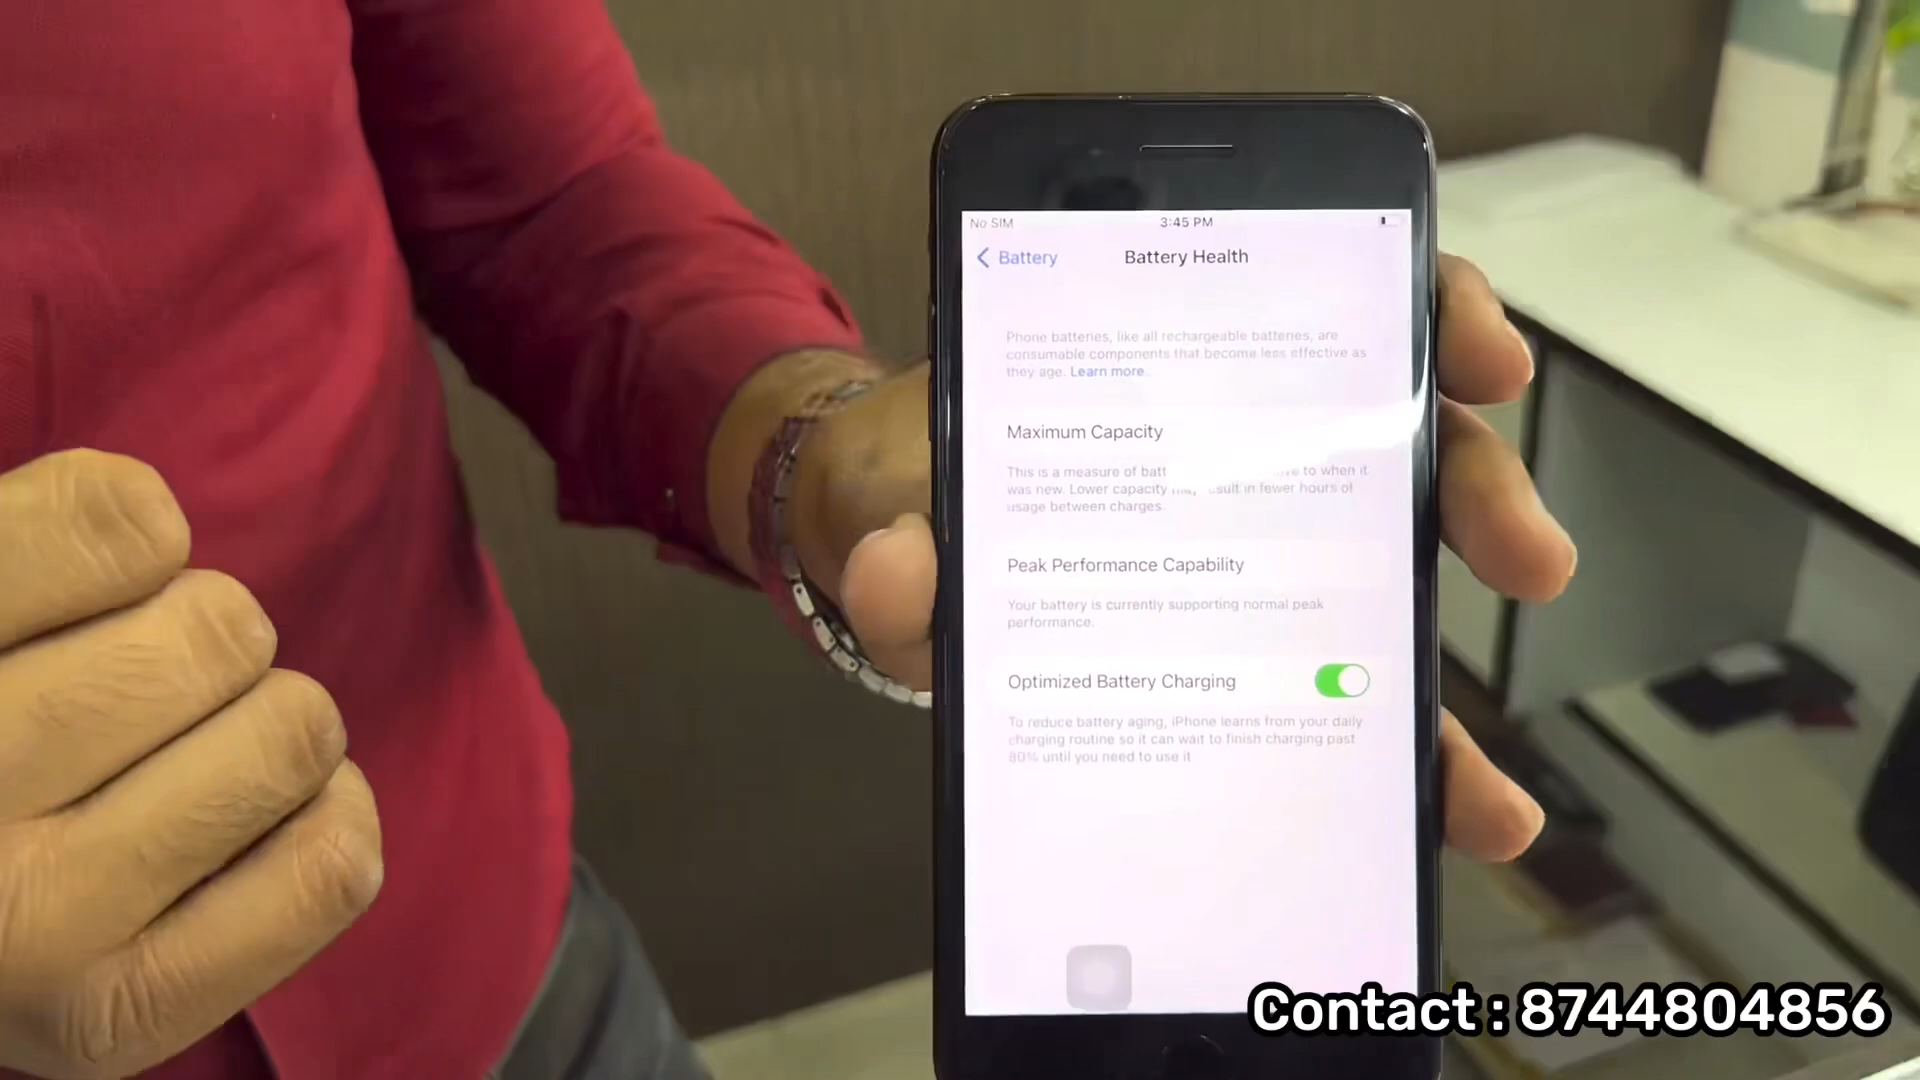 No SIM 3:45 PM
Battery Battery Health
Phone batteries, like all rechargeable batteries, are
consumable components that become less effective as
they age. Learn more.
Maximum Capacity
This is a measure of batt to when it
was new. Lower capacity in fewer hours of
usage between charges.
Peak Performance Capability
Your battery is currently supporting normal peak
performance.
Optimized Battery Charging
To reduce battery aging, iPhone learns from your daily
charging routine so it can wait to finish charging past
80% until you need to use it
Contact : 8744804856